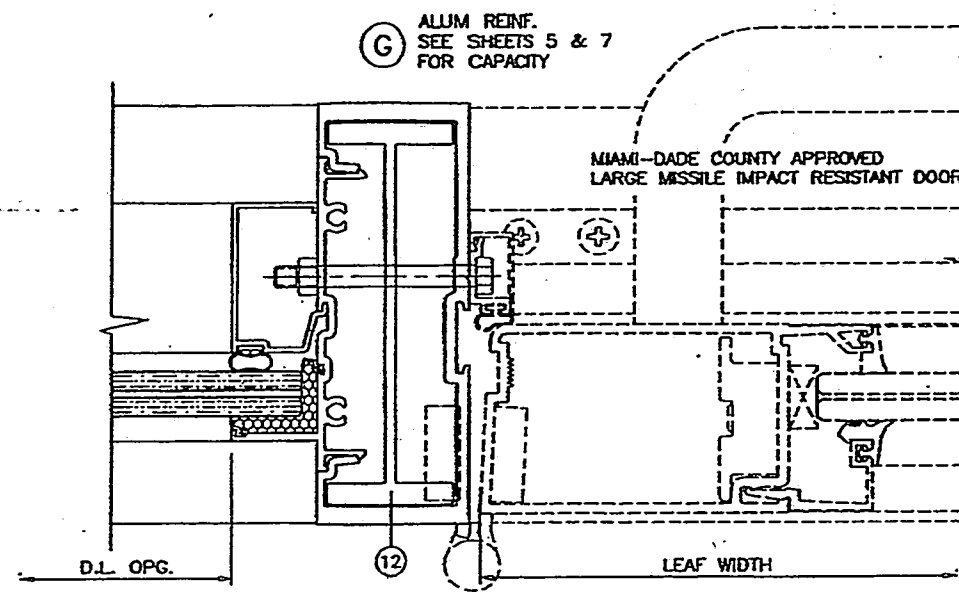 G
ALUM REINF.
SEE SHEETS 5 & 7
FOR CAPACITY
MIAMI-DADE COUNTY APPROVED
LARGE MISSILE IMPACT RESISTANT DOOR
12
D.L. OPG.
LEAF WIDTH